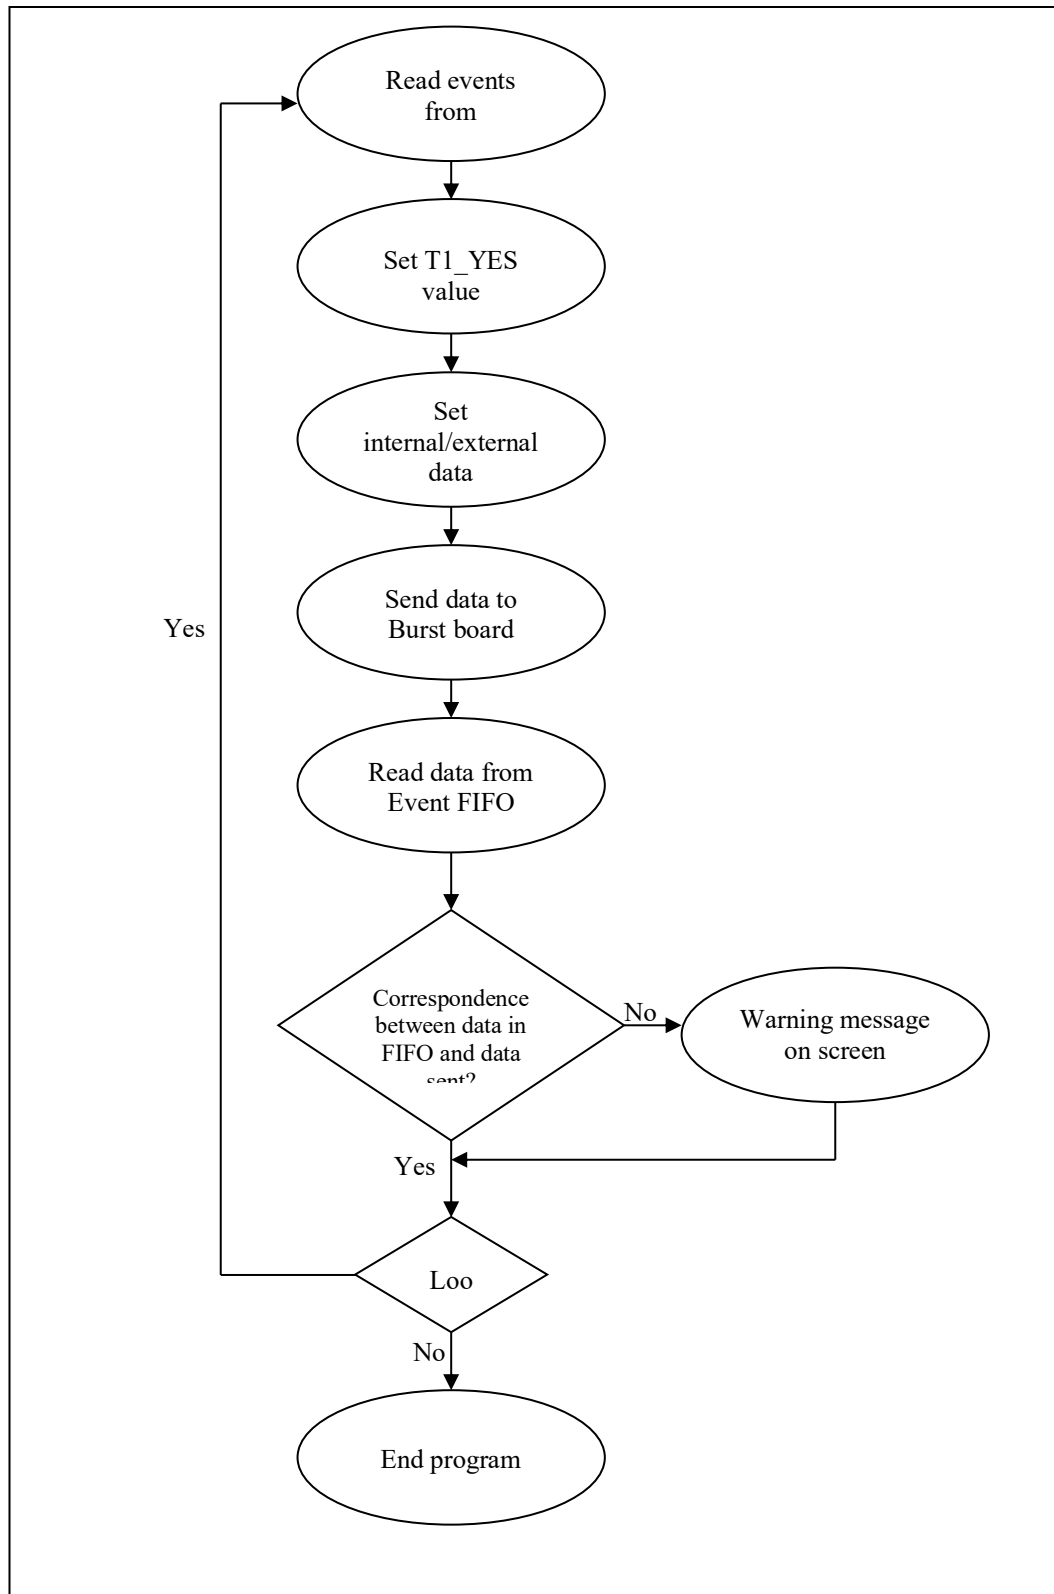 Read events
from
Set T1_YES
value
Set
internal/external
data
Send data to
Burst board
Yes
Read data from
Event FIFO
Correspondence
between data in
FIFO and data
sent?
No
Warning message
on screen
Yes
Loo
No
End program